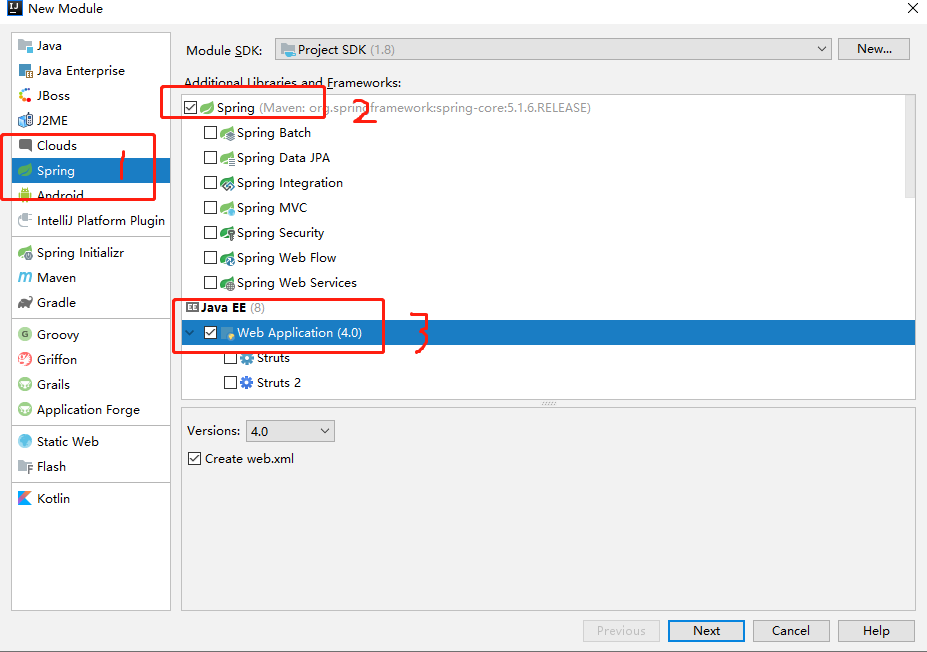 New Module
Java
Java Enterprise
JBoss
J2ME
Clouds
Spring
Android
IntelliJ Platform Plugin
Spring Initializr
Maven
Gradle
Groovy
Griffon
Grails
Application Forge
Static Web
Flash
Kotlin
1
Module SDK: Project SDK (1.8) New...
Additional Libraries and Frameworks:
Spring (Maven: org.springframework:spring-core:5.1.6.RELEASE)
2
Spring Batch
Spring Data JPA
Spring Integration
Spring MVC
Spring Security
Spring Web Flow
Spring Web Services
Java EE (8)
Web Application (4.0)
3
Struts
Struts 2
Versions: 4.0
Create web.xml
Previous Next Cancel Help